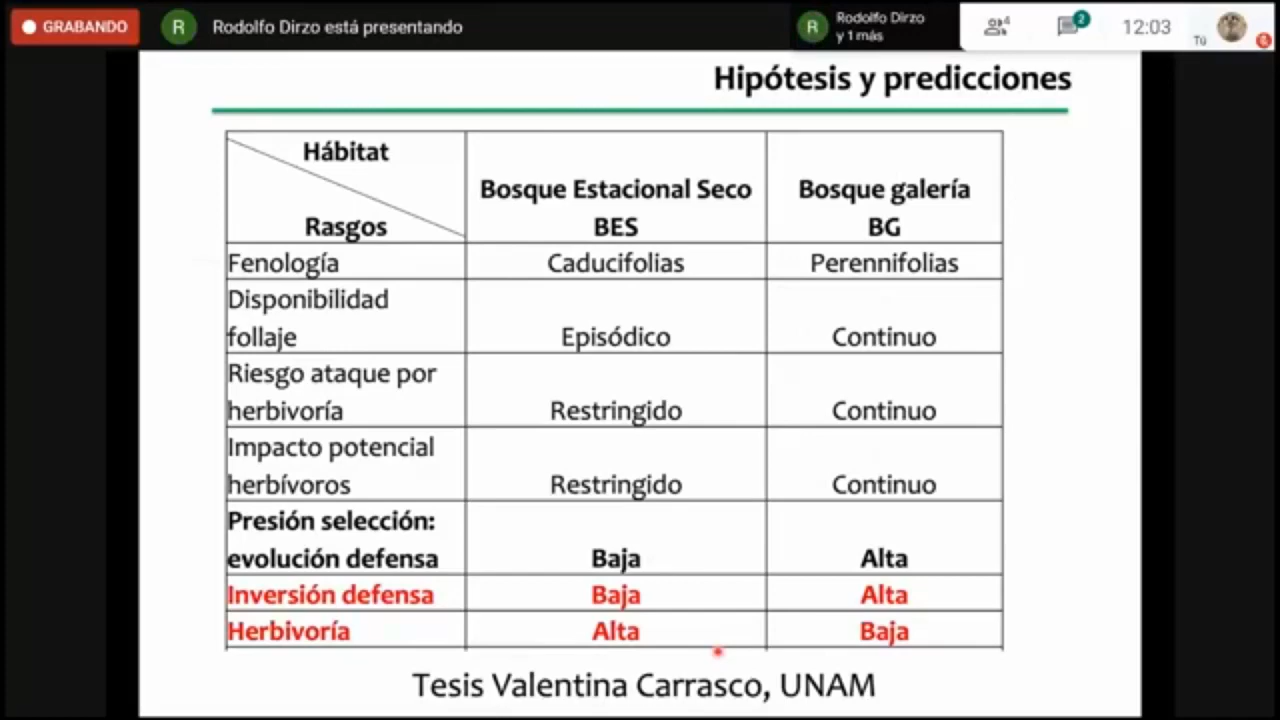 GRABANDO
R
Rodolfo Dirzo está presentando
R
Rodolfo Dirzo
y 1 más
4
2
12:03
Tú
Hipótesis y predicciones
Hábitat
Rasgos
Bosque Estacional Seco
BES
Bosque galería
BG
Fenología Caducifolias Perennifolias
Disponibilidad
follaje Episódico Continuo
Riesgo ataque por
herbivoría Restringido Continuo
Impacto potencial
herbívoros Restringido Continuo
Presión selección:
evolución defensa Baja Alta
Inversión defensa Baja Alta
Herbivoría Alta Baja
Tesis Valentina Carrasco, UNAM